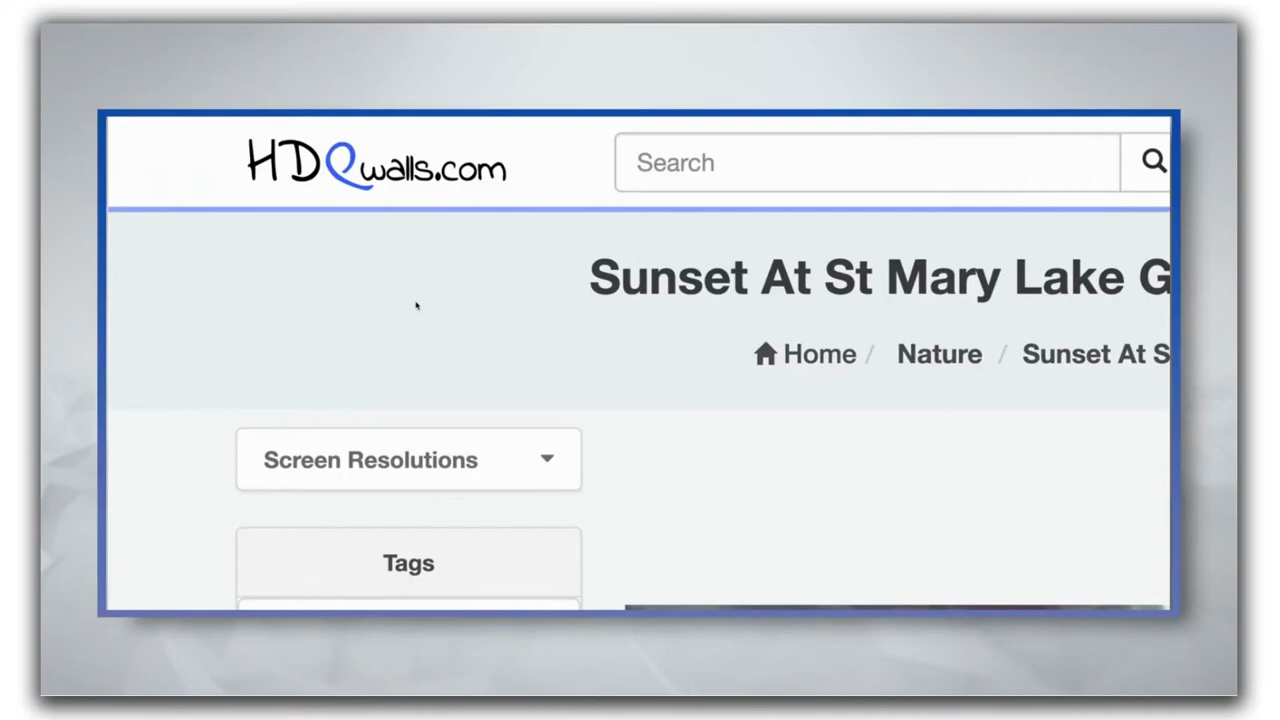 HDQwalls.com
Search
Sunset At St Mary Lake G
Home / Nature / Sunset At S
Screen Resolutions
Tags